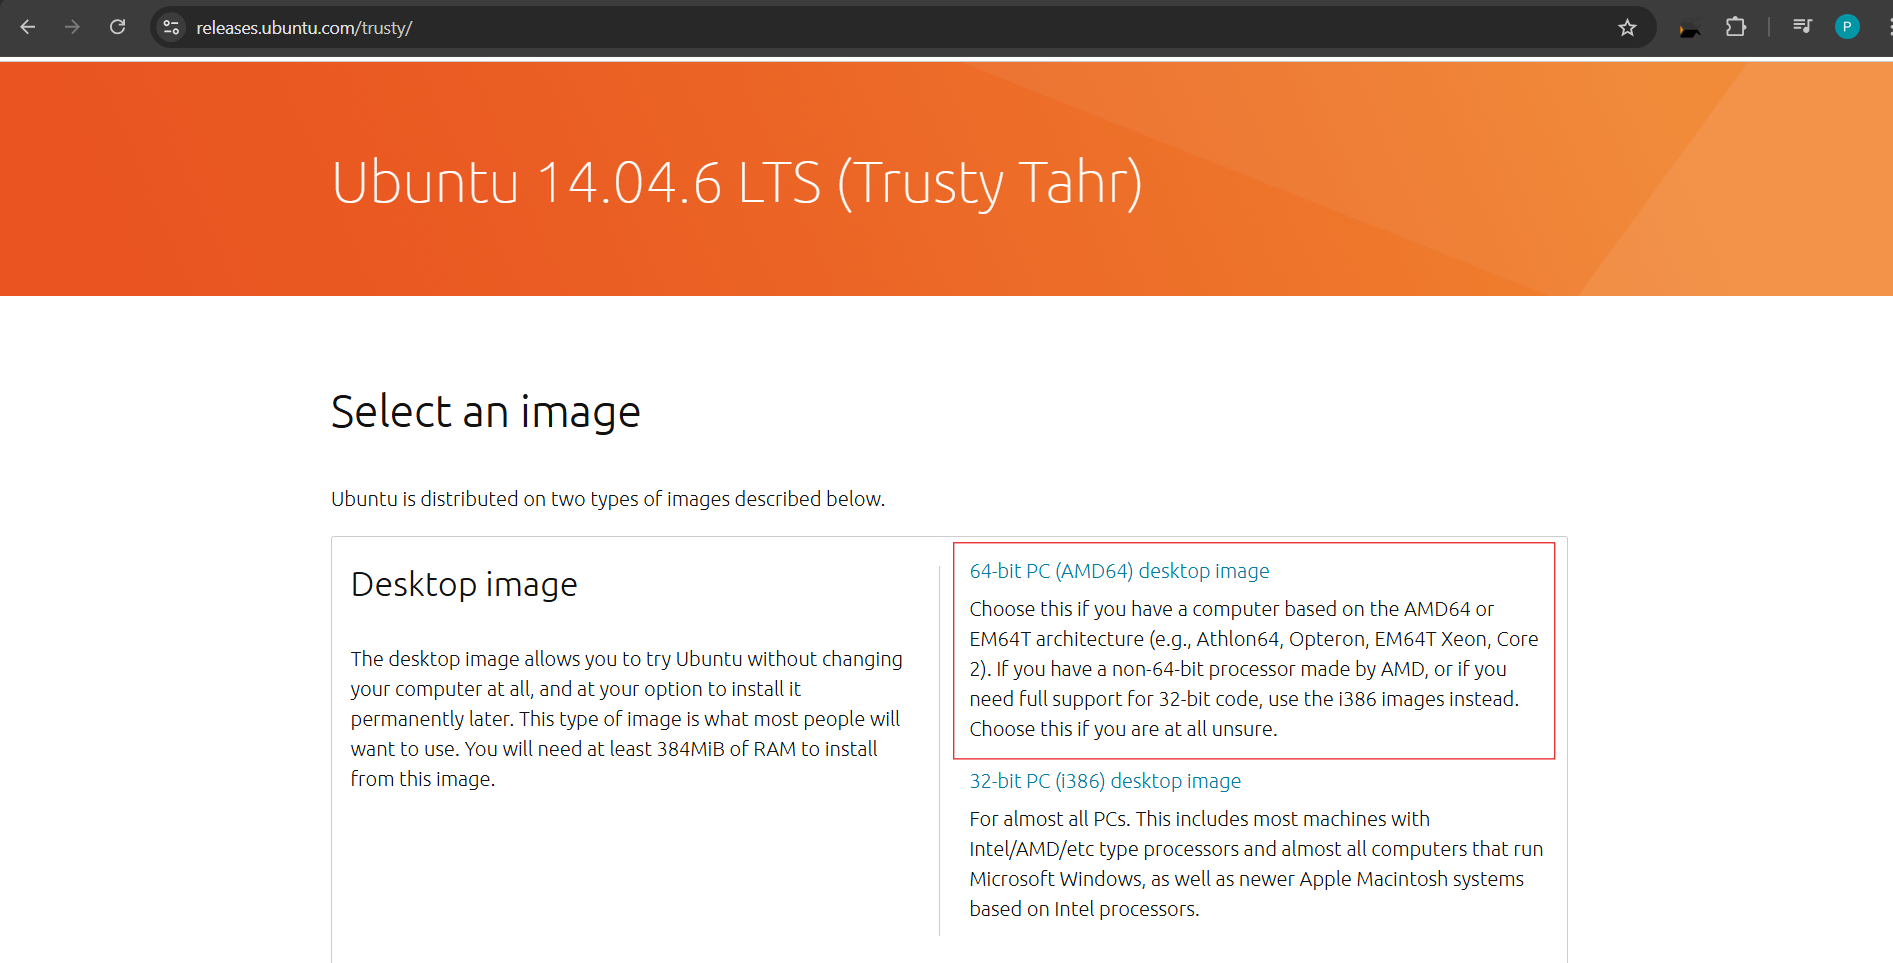 releases.ubuntu.com/trusty/
P
Ubuntu 14.04.6 LTS (Trusty Tahr)
Select an image
Ubuntu is distributed on two types of images described below.
Desktop image
The desktop image allows you to try Ubuntu without changing
your computer at all, and at your option to install it
permanently later. This type of image is what most people will
want to use. You will need at least 384MiB of RAM to install
from this image.
64-bit PC (AMD64) desktop image
Choose this if you have a computer based on the AMD64 or
EM64T architecture (e.g., Athlon64, Opteron, EM64T Xeon, Core
2). If you have a non-64-bit processor made by AMD, or if you
need full support for 32-bit code, use the i386 images instead.
Choose this if you are at all unsure.
32-bit PC (i386) desktop image
For almost all PCs. This includes most machines with
Intel/AMD/etc type processors and almost all computers that run
Microsoft Windows, as well as newer Apple Macintosh systems
based on Intel processors.